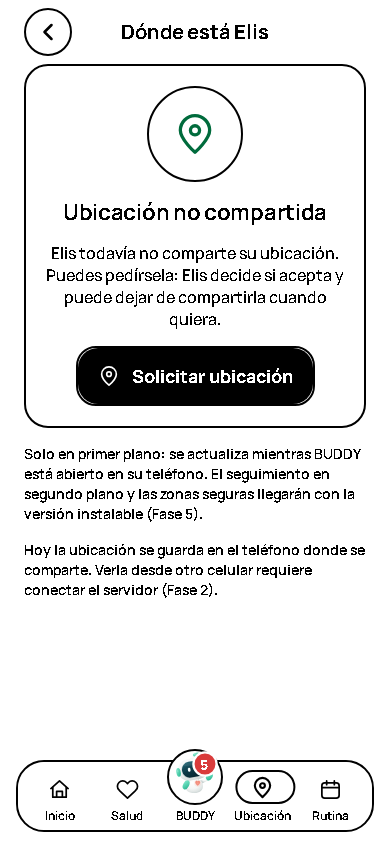 Dónde está Elis
Ubicación no compartida
Elis todavía no comparte su ubicación.
Puedes pedírsela: Elis decide si acepta y
puede dejar de compartirla cuando
quiera.
Solicitar ubicación
Solo en primer plano: se actualiza mientras BUDDY
está abierto en su teléfono. El seguimiento en
segundo plano y las zonas seguras llegarán con la
versión instalable (Fase 5).
Hoy la ubicación se guarda en el teléfono donde se
comparte. Verla desde otro celular requiere
conectar el servidor (Fase 2).
5
Inicio
Salud
BUDDY
Ubicación
Rutina